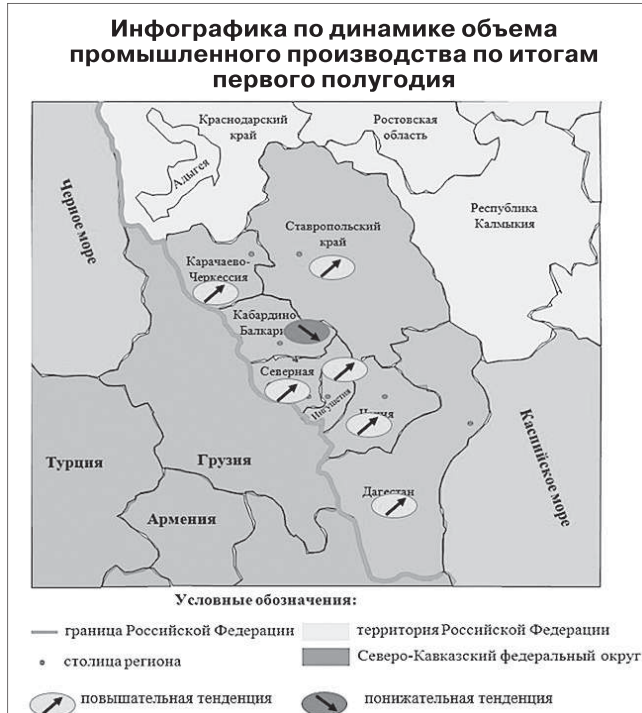 Инфографика по динамике объема
промышленного производства по итогам
первого полугодия
Краснодарский
край
Ростовская
область
Адыгея
Черное море
Республика
Калмыкия
Ставропольский
край
Карачаево-
Черкессия
Кабардино
Балкари
Северная
Ингушетия
Каспийское море
Турция
Грузия
Дагестан
Армения
Условные обозначения:
граница Российской Федерации
территория Российской Федерации
столица региона
Северо-Кавказский федеральный округ
повышательная тенденция
понижательная тенденция